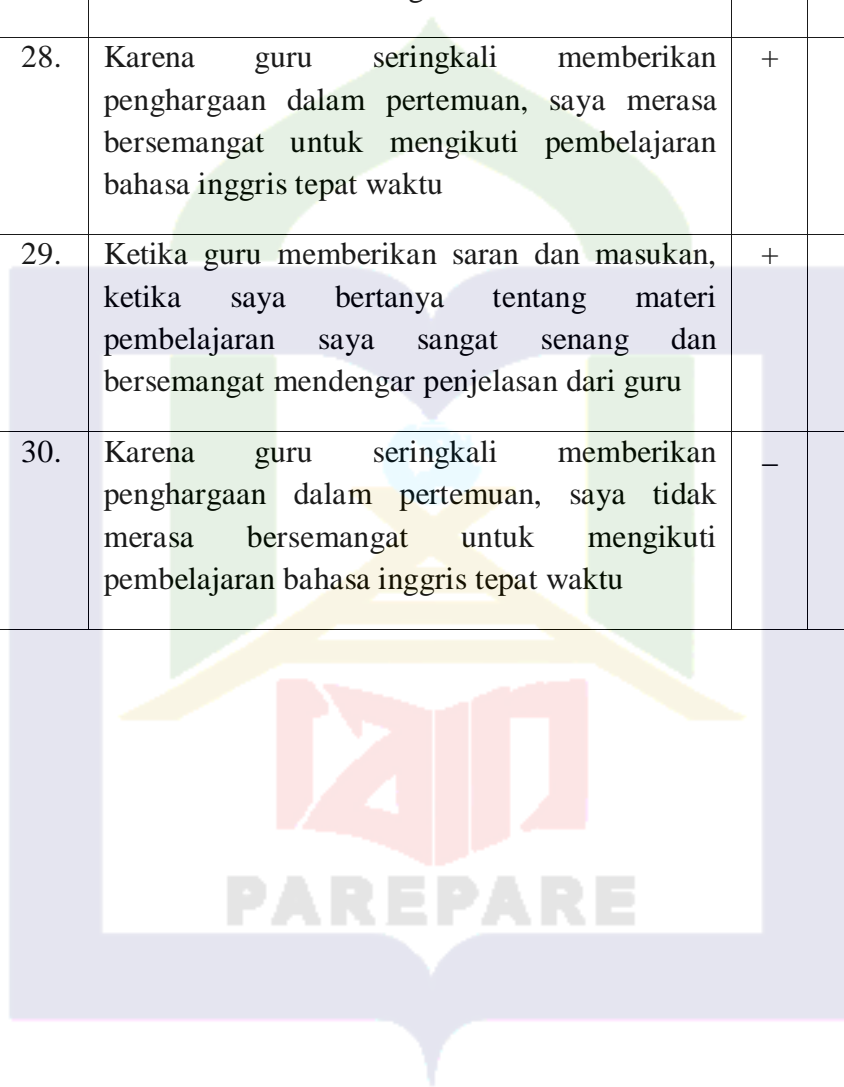 28. Karena guru seringkali memberikan +
penghargaan dalam pertemuan, saya merasa
bersemangat untuk mengikuti pembelajaran
bahasa inggris tepat waktu
29. Ketika guru memberikan saran dan masukan, +
ketika saya bertanya tentang materi
pembelajaran saya sangat senang dan
bersemangat mendengar penjelasan dari guru
30. Karena guru seringkali memberikan –
penghargaan dalam pertemuan, saya tidak
merasa bersemangat untuk mengikuti
pembelajaran bahasa inggris tepat waktu
iain
PAREPARE